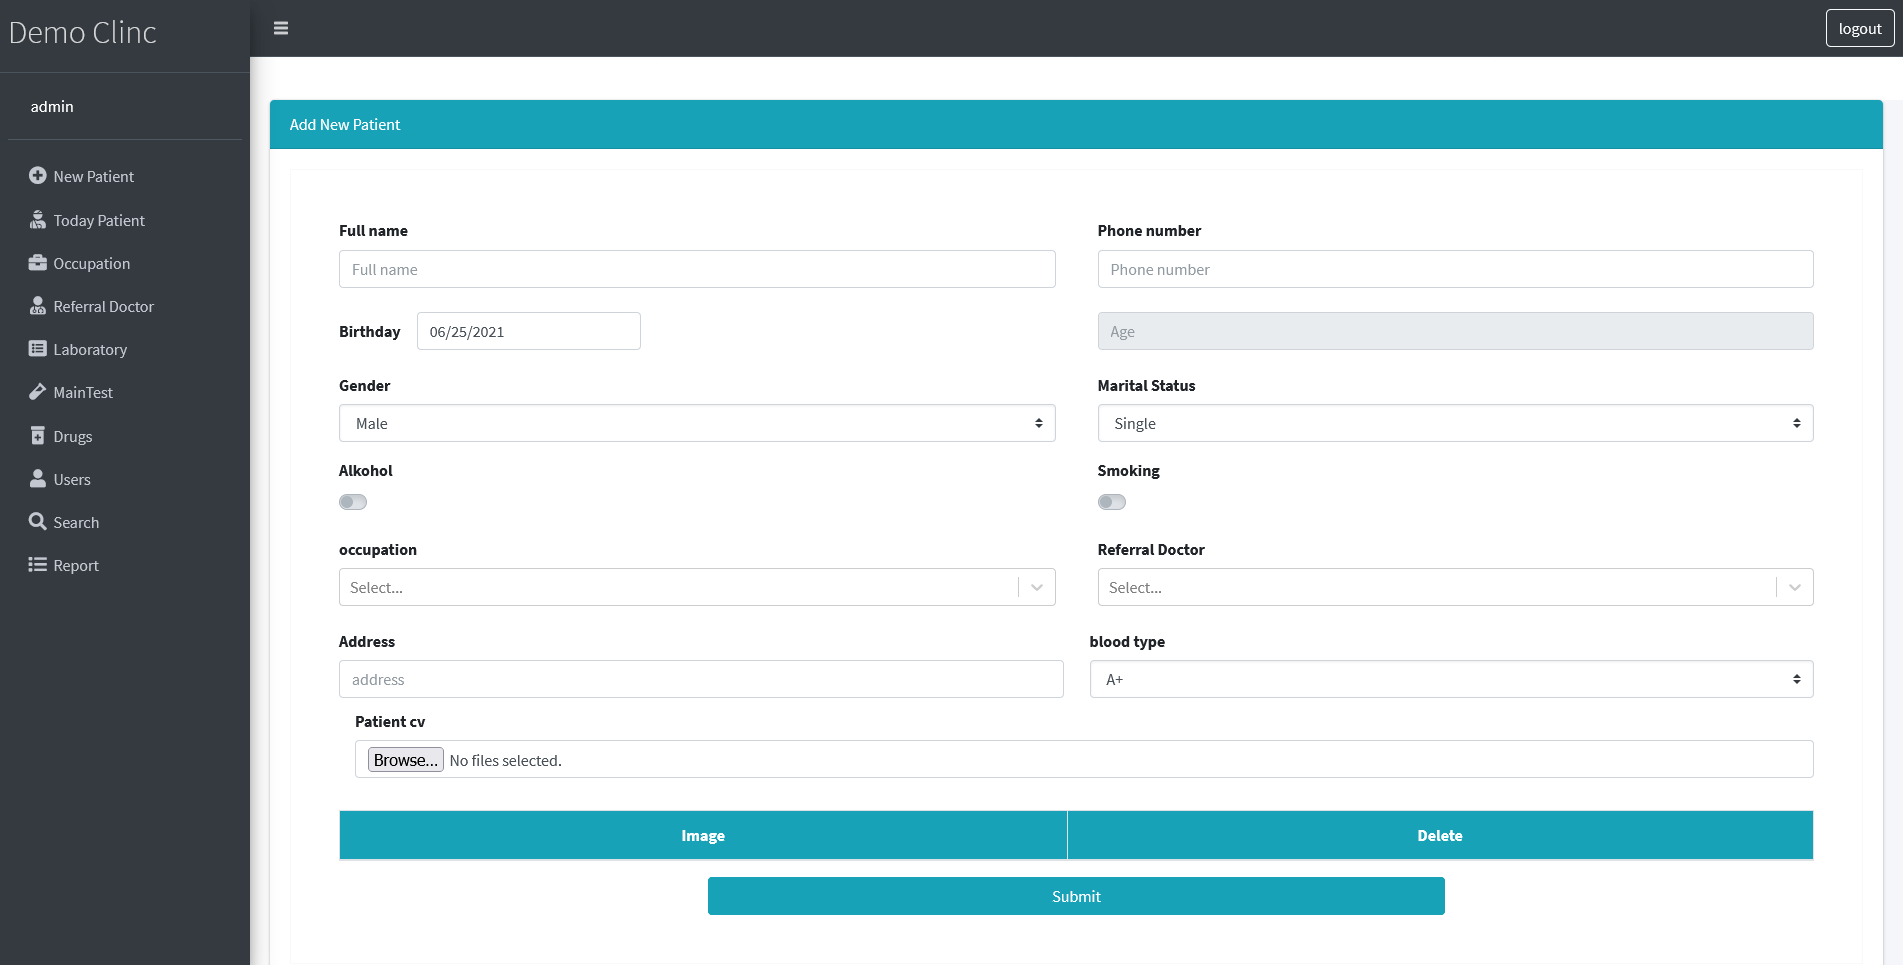 Demo Clinc
logout
admin
New Patient
Today Patient
Occupation
Referral Doctor
Laboratory
MainTest
Drugs
Users
Search
Report
Add New Patient
Full name
Phone number
Full name
Phone number
Birthday 06/25/2021
Age
Gender
Marital Status
Male
Single
Alkohol
Smoking
occupation
Referral Doctor
Select...
Select...
Address
blood type
address
A+
Patient cv
Browse... No files selected.
Image
Delete
Submit